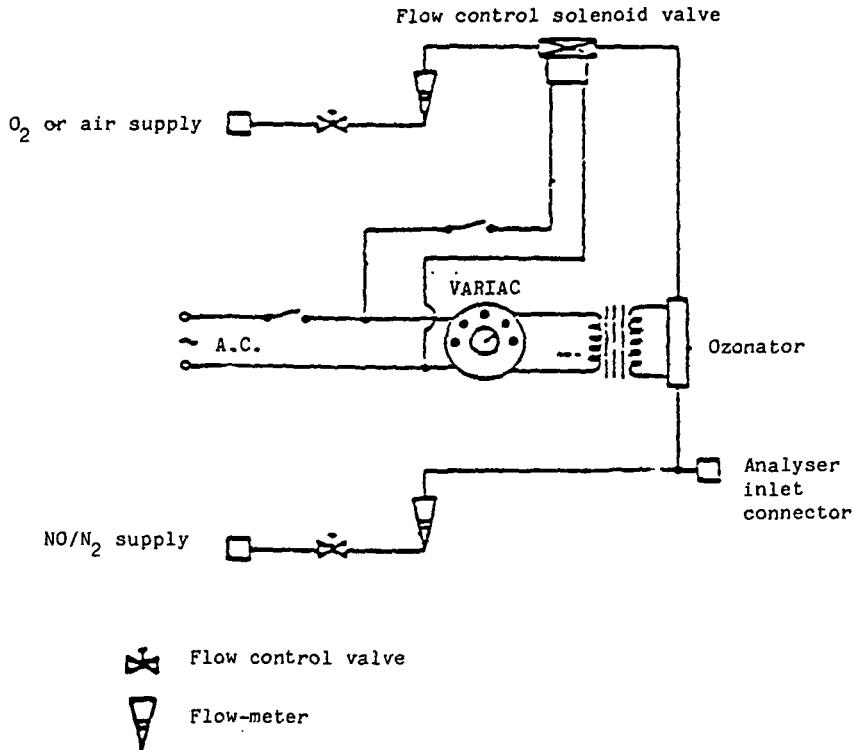 Flow control solenoid valve
O₂ or air supply
VARIAC
~ A.C.
Ozonator
Analyser
inlet
connector
NO/N₂ supply
Flow control valve
Flow-meter